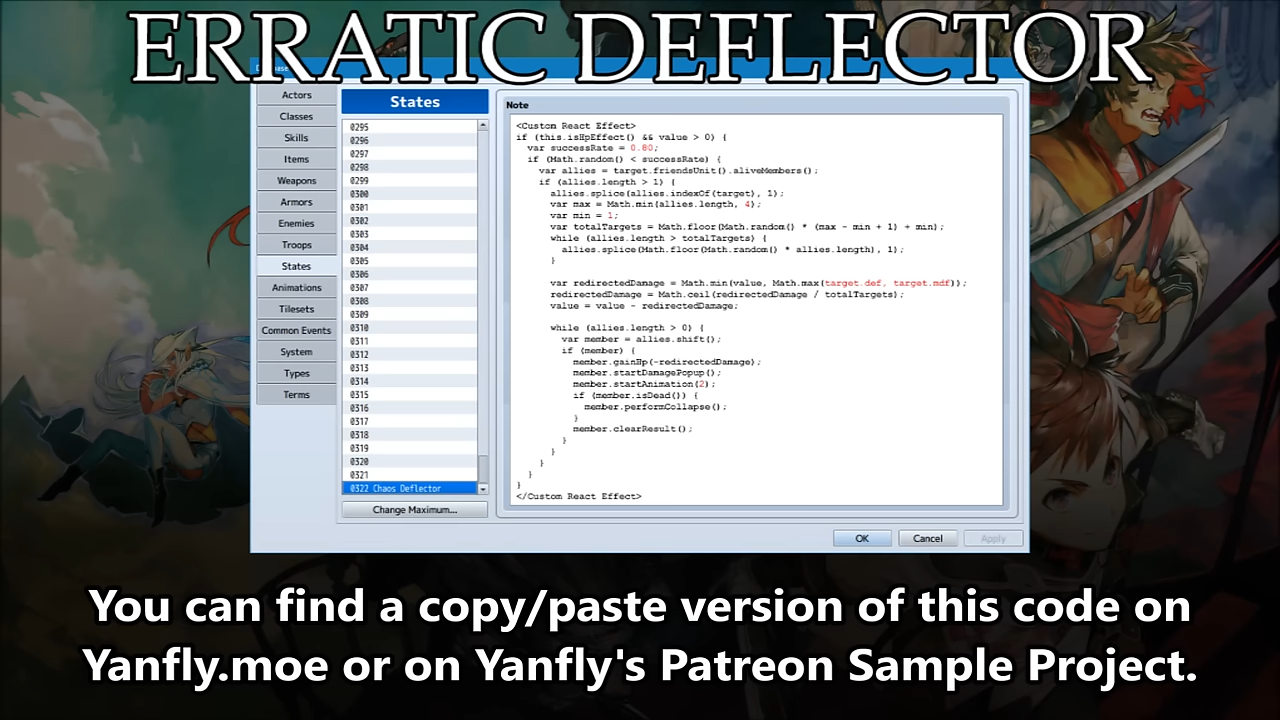 ERRATIC DEFLECTOR
Actors
Classes
Skills
Items
Weapons
Armors
Enemies
Troops
States
Animations
Tilesets
Common Events
System
Types
Terms
States
0295
0296
0297
0298
0299
0300
0301
0302
0303
0304
0305
0306
0307
0308
0309
0310
0311
0312
0313
0314
0315
0316
0317
0318
0319
0320
0321
0322 Chaos Deflector
Change Maximum...
Note
<Custom React Effect>
if (this.isHpEffect() && value > 0) {
var successRate = 0.80;
if (Math.random() < successRate) {
var allies = target.friendsUnit().aliveMembers();
if (allies.length > 1) {
allies.splice(allies.indexOf(target), 1);
var max = Math.min(allies.length, 4);
var min = 1;
var totalTargets = Math.floor(Math.random() * (max - min + 1) + min);
while (allies.length > totalTargets) {
allies.splice(Math.floor(Math.random() * allies.length), 1);
}
var redirectedDamage = Math.min(value, Math.max(target.def, target.mdf));
redirectedDamage = Math.ceil(redirectedDamage / totalTargets);
value = value - redirectedDamage;
while (allies.length > 0) {
var member = allies.shift();
if (member) {
member.gainHp(-redirectedDamage);
member.startDamagePopup();
member.startAnimation(2);
if (member.isDead()) {
member.performCollapse();
}
member.clearResult();
}
}
}
}
}
</Custom React Effect>
OK
Cancel
Apply
You can find a copy/paste version of this code on
Yanfly.moe or on Yanfly's Patreon Sample Project.